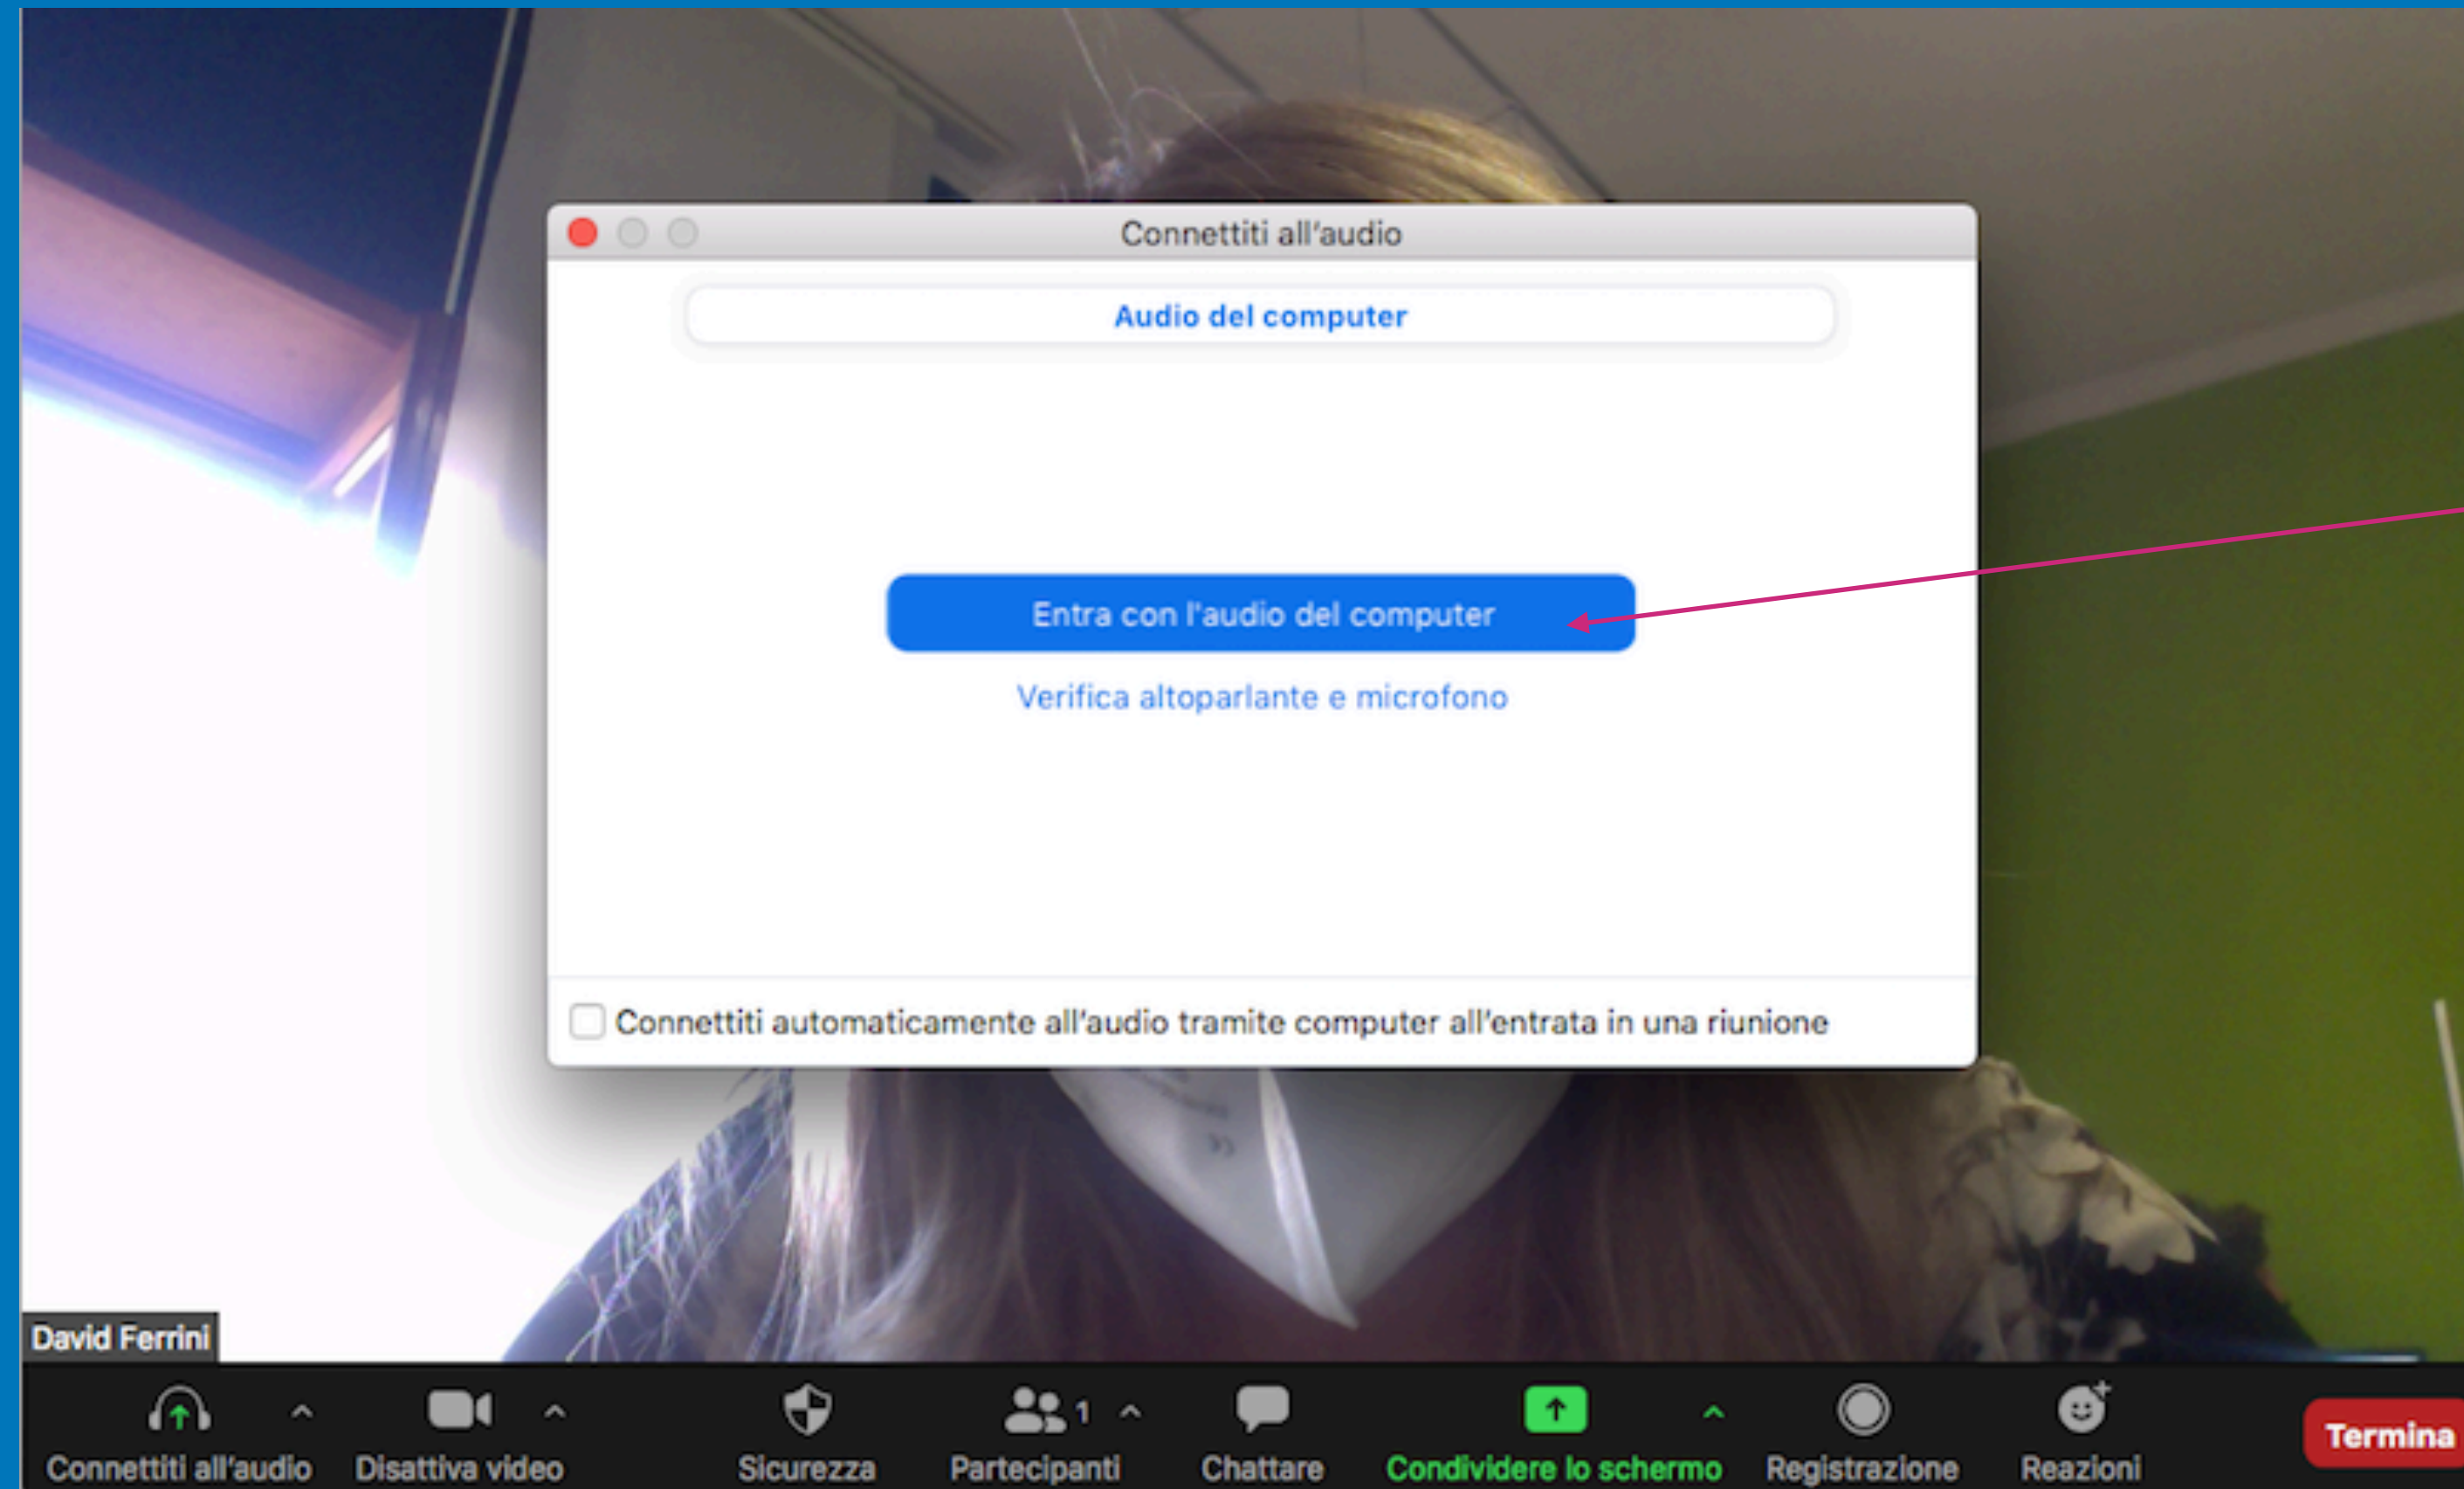 Connettiti all'audio
Audio del computer
Entra con l'audio del computer
Verifica altoparlante e microfono
Connettiti automaticamente all'audio tramite computer all'entrata in una riunione
David Ferrini
1
Connettiti all'audio Disattiva video Sicurezza Partecipanti Chattare Condividere lo schermo Registrazione Reazioni Termina